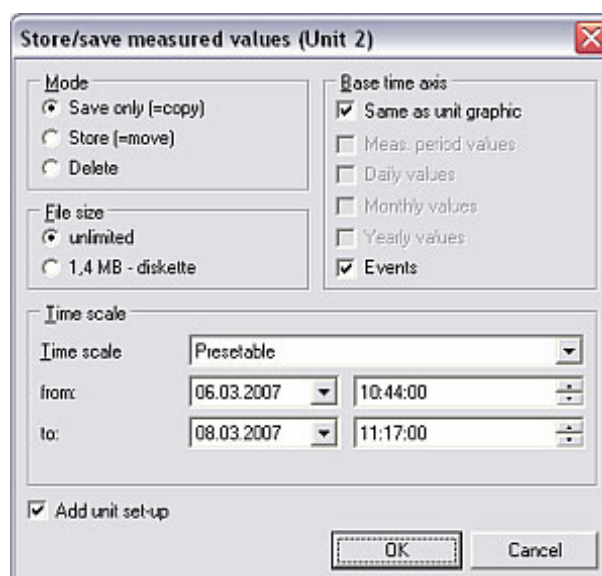 Store/save measured values (Unit 2)
Mode
Save only (=copy)
Store (=move)
Delete
File size
unlimited
1,4 MB - diskette
Base time axis
Same as unit graphic
Meas. period values
Daily values
Monthly values
Yearly values
Events
Time scale
Time scale Presetable
from: 06.03.2007 10:44:00
to: 08.03.2007 11:17:00
Add unit set-up
OK Cancel